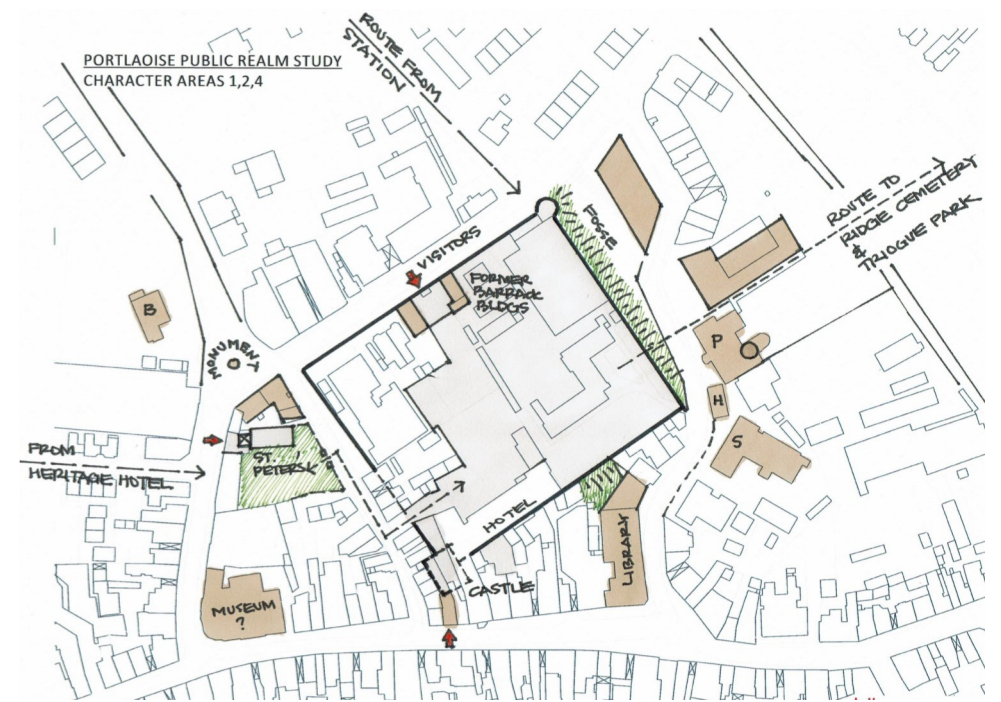 PORTLAOISE PUBLIC REALM STUDY
CHARACTER AREAS 1,2,4
ROUTE FROM
STATION
ROUTE TO
RIDGE CEMETERY
&
TRIOGUE PARK
FOSSE
VISITORS
FORMER
BARRACK
BLDGS
B
MONUMENT
P
H
S
FROM
HERITAGE HOTEL
ST.
PETERS
HOTEL
LIBRARY
CASTLE
MUSEUM
?